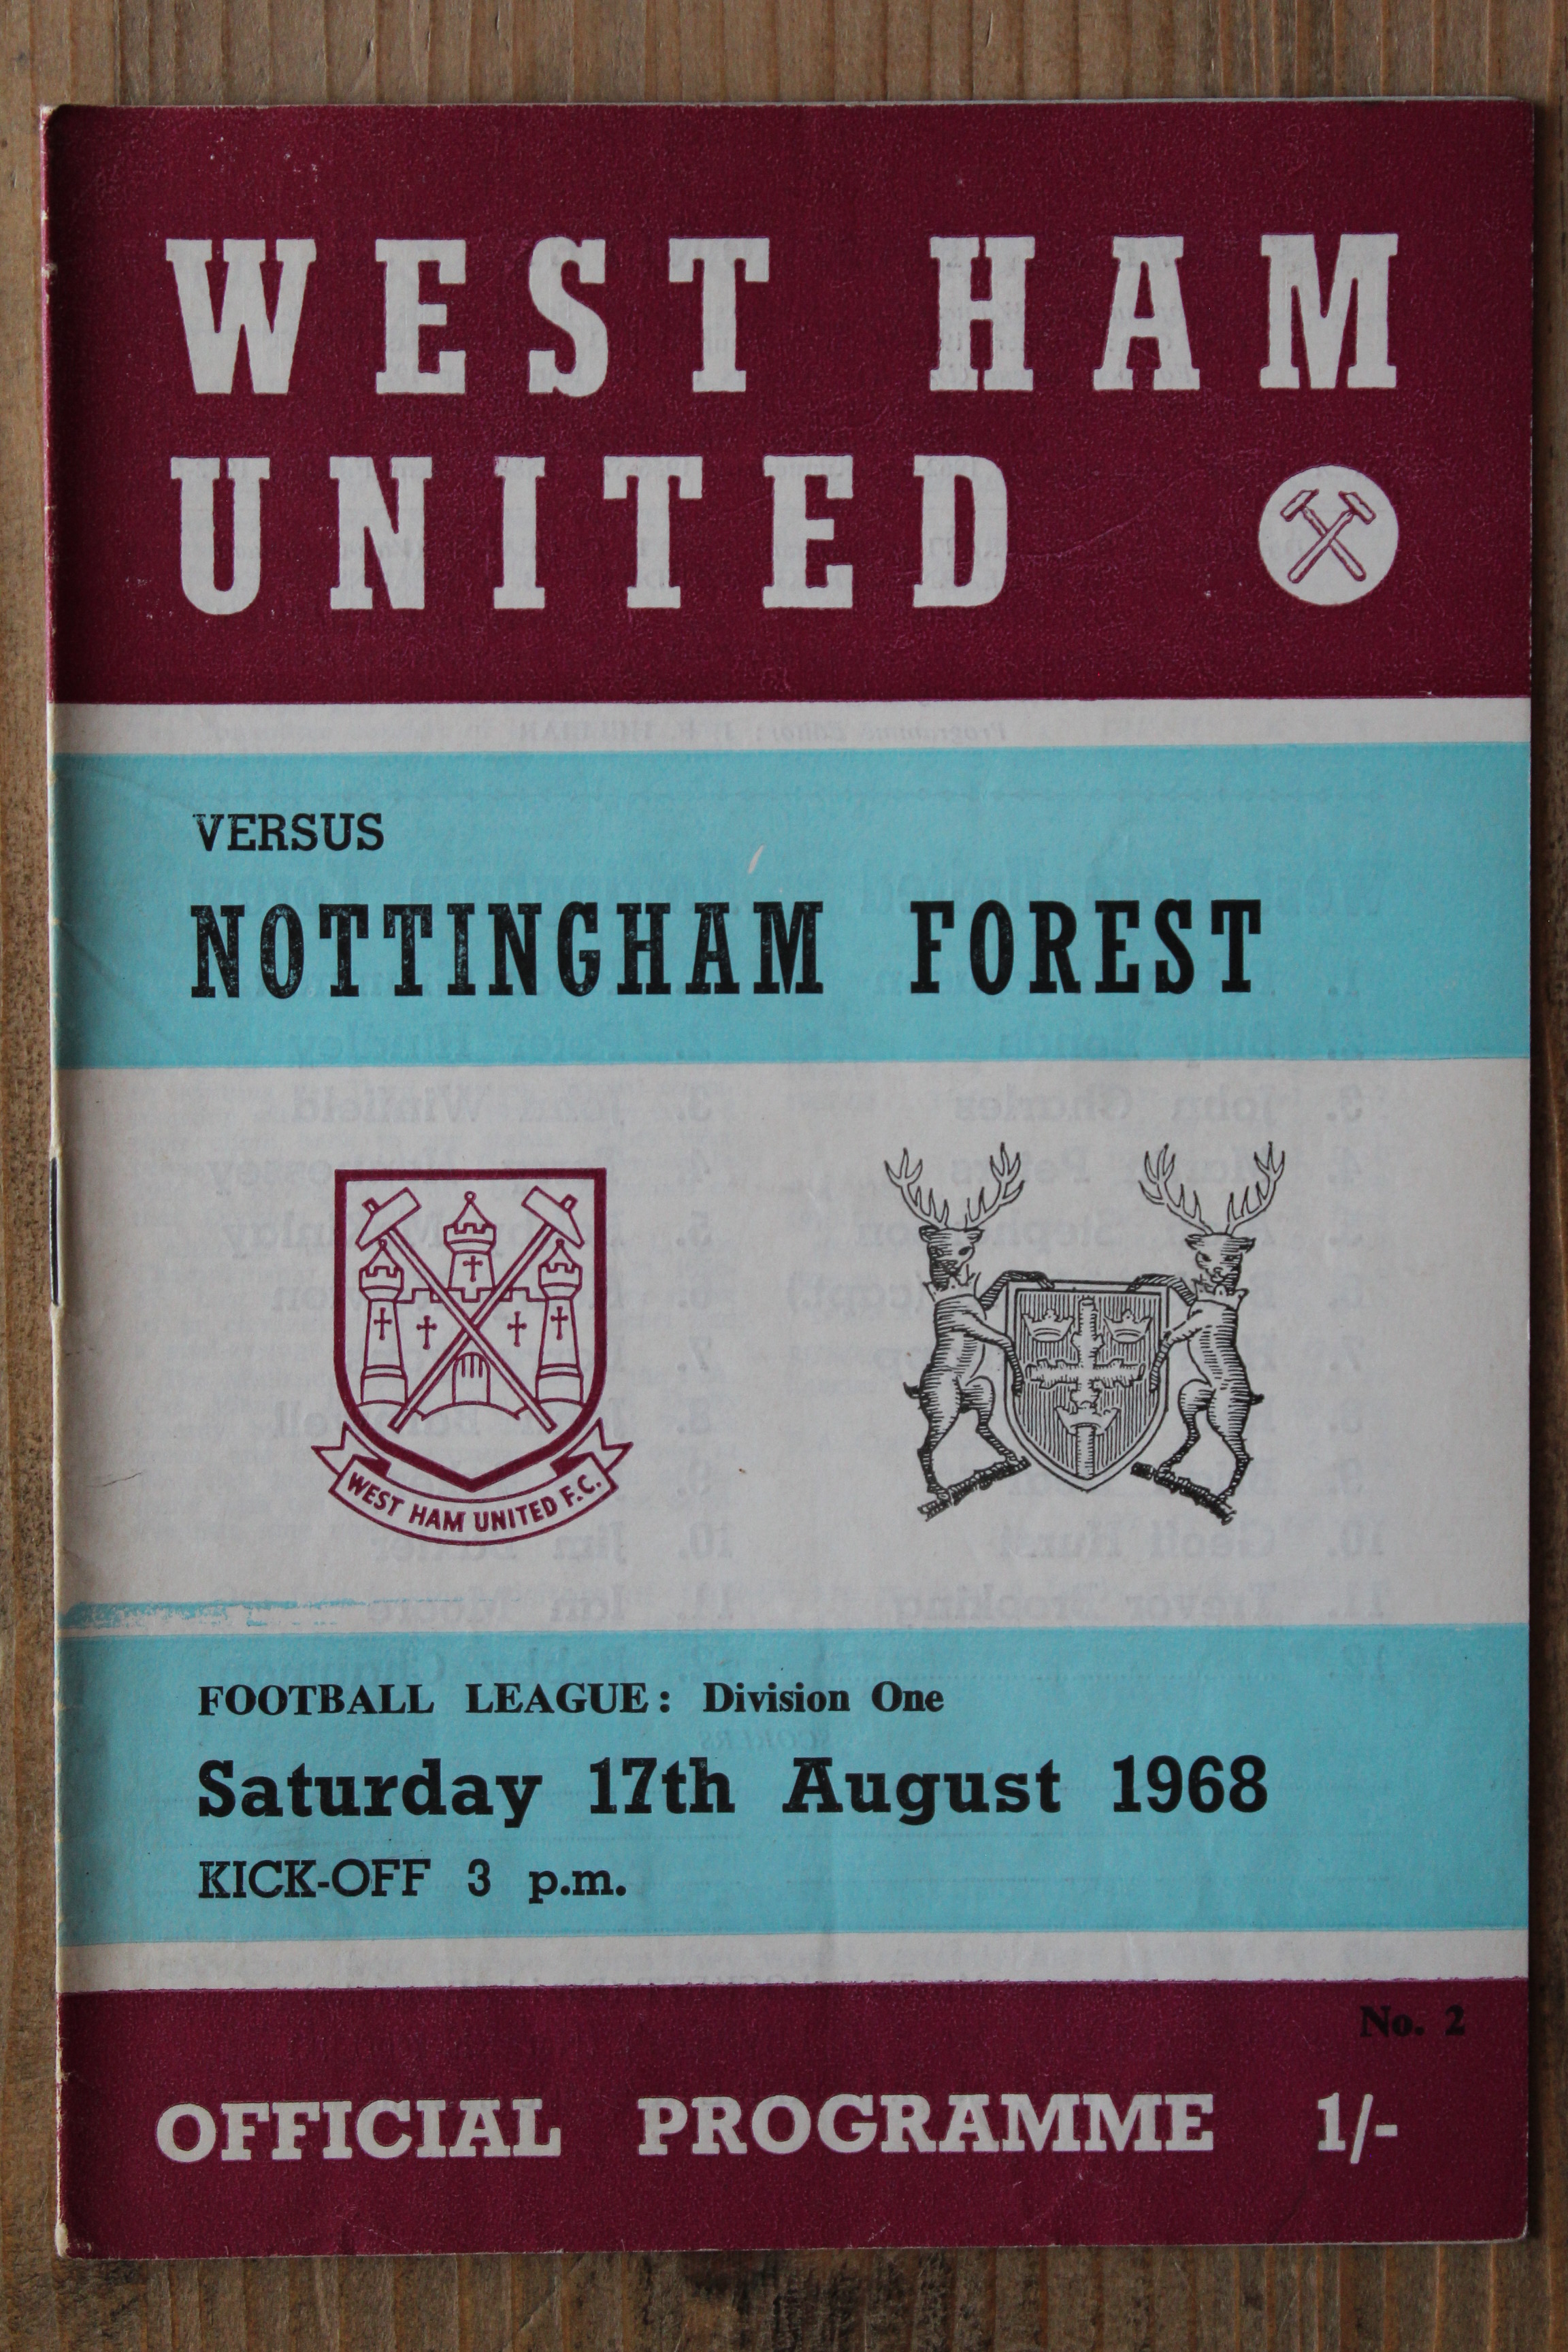 WEST HAM
UNITED
VERSUS
NOTTINGHAM FOREST
WEST HAM UNITED F.C.
FOOTBALL LEAGUE: Division One
Saturday 17th August 1968
KICK-OFF 3 p.m.
No. 2
OFFICIAL PROGRAMME 1/-